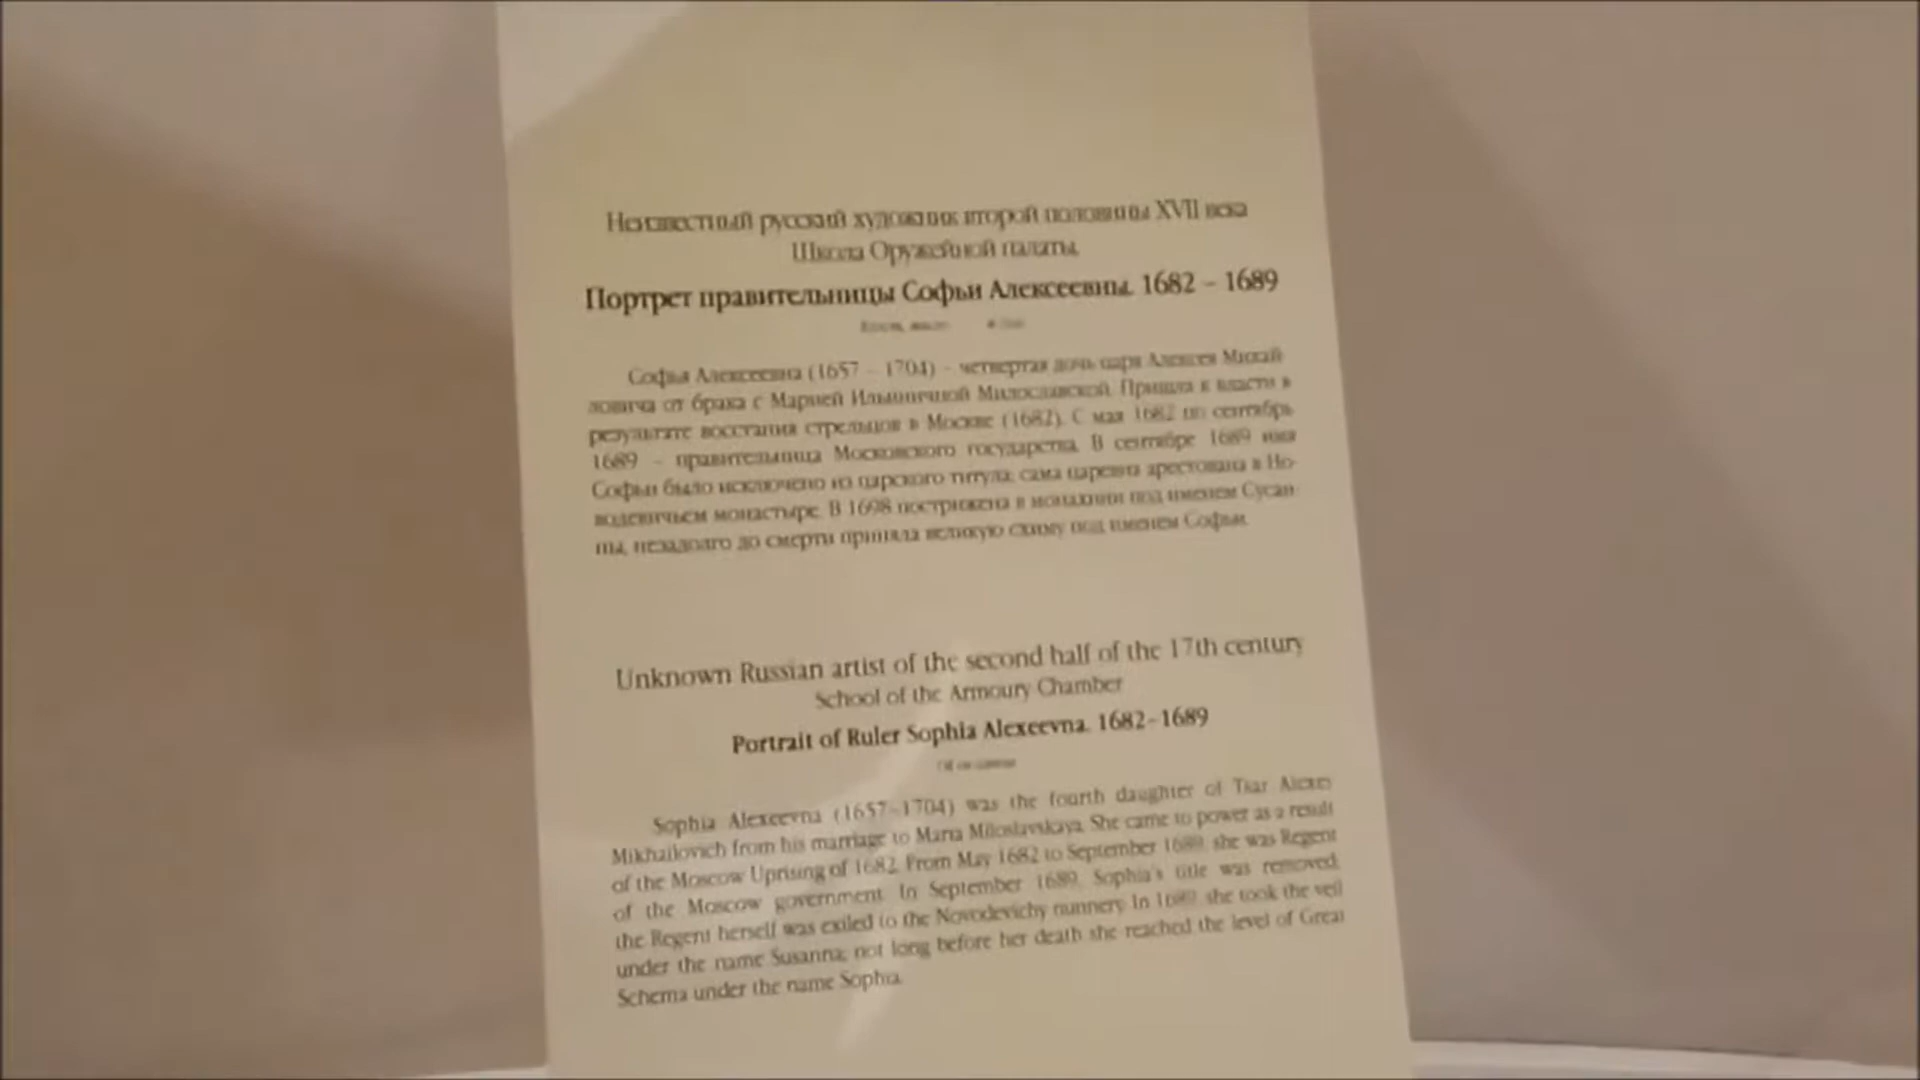 Неизвестный русский художник второй половины XVII века
Школа Оружейной палаты
Портрет правительницы Софьи Алексеевны. 1682 – 1689
Холст, масло
Софья Алексеевна (1657 – 1704) – четвертая дочь царя Алексея Михай-
ловича от брака с Марией Ильиничной Милославской. Пришла к власти в
результате восстания стрельцов в Москве (1682). С мая 1682 по сентябрь
1689 – правительница Московского государства. В сентябре 1689 имя
Софьи было исключено из царского титула; сама царевна арестована в Но-
водевичьем монастыре. В 1698 пострижена в монахини под именем Сусан-
ны, незадолго до смерти приняла великую схиму под именем Софьи.
Unknown Russian artist of the second half of the 17th century
School of the Armoury Chamber
Portrait of Ruler Sophia Alexeevna. 1682–1689
Oil on canvas
Sophia Alexeevna (1657–1704) was the fourth daughter of Tsar Alexei
Mikhailovich from his marriage to Maria Miloslavskaya. She came to power as a result
of the Moscow Uprising of 1682. From May 1682 to September 1689, she was Regent
of the Moscow government. In September 1689, Sophia's title was removed;
the Regent herself was exiled to the Novodevichy nunnery. In he took the veil
under the name Susanna; not long before her death she reached the level of Great
Schema under the name Sophia.